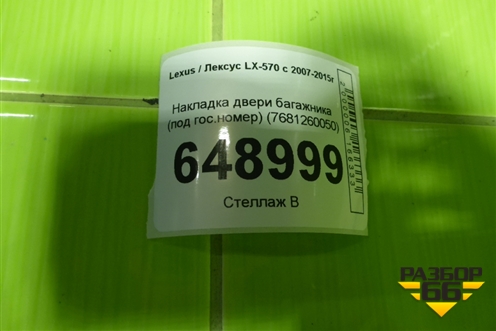 Lexus / Лексус LX-570 с 2007-2015г
Накладка двери багажника
(под гос.номер) (7681260050)
648999
Стеллаж В
РАЗБОР
66